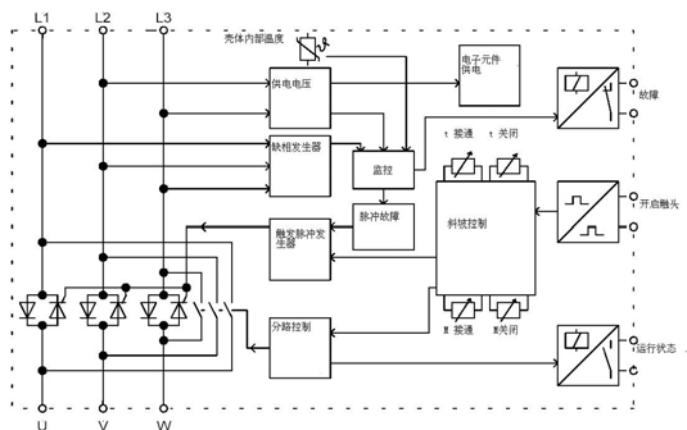 L1 L2 L3
壳体内部温度
供电电压
电子元件
供电
故障
缺相发生器
t 接通 t 关闭
监控
脉冲故障
斜坡控制
开启触头
触发脉冲发
生器
分路控制
M 接通 M关闭
运行状态
U V W